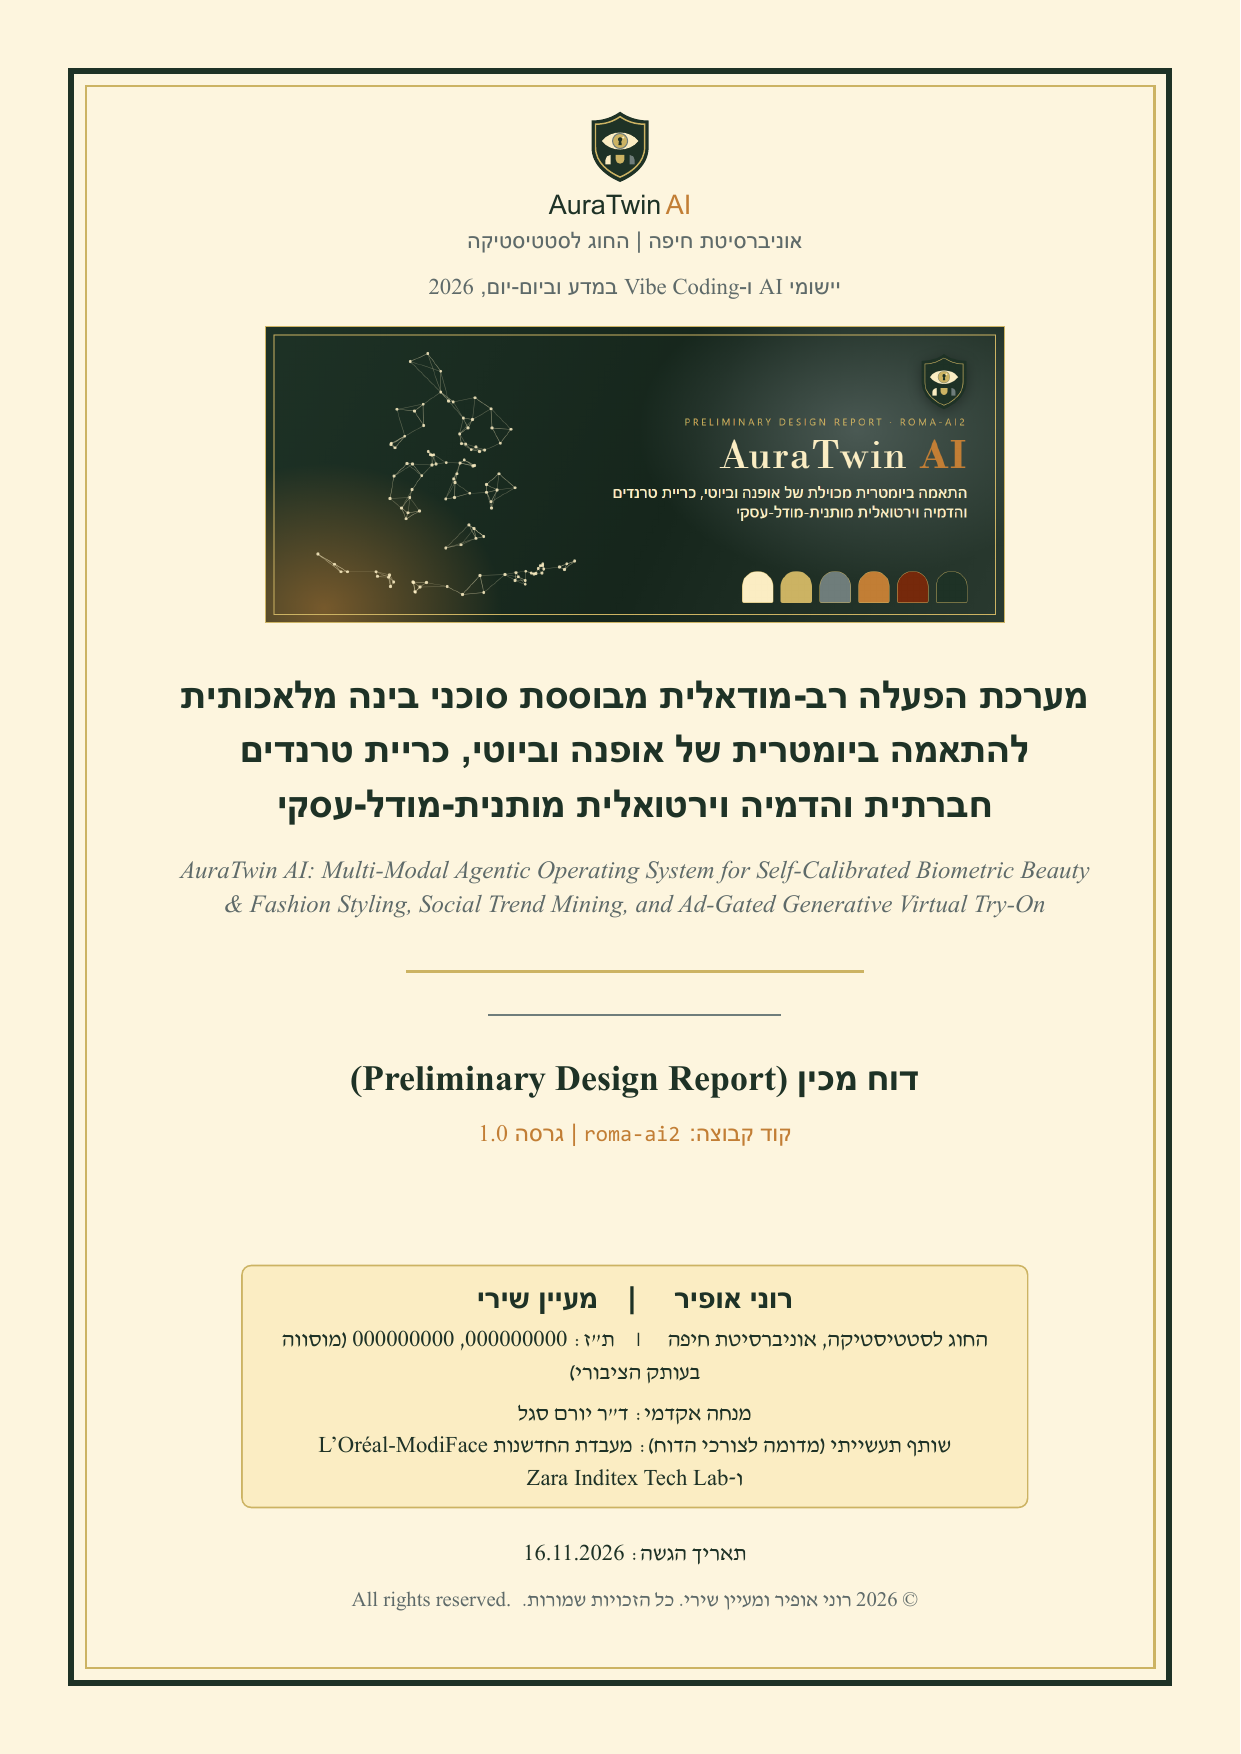 AuraTwin AI
אוניברסיטת חיפה | החוג לסטטיסטיקה
יישומי AI ו-Vibe Coding במדע וביום-יום, 2026
PRELIMINARY DESIGN REPORT · ROMA-AI2
AuraTwin AI
התאמה ביומטרית מכוילת של אופנה וביוטי, כריית טרנדים
והדמיה וירטואלית מותנית-מודל-עסקי
מערכת הפעלה רב-מודאלית מבוססת סוכני בינה מלאכותית
להתאמה ביומטרית של אופנה וביוטי, כריית טרנדים
חברתית והדמיה וירטואלית מותנית-מודל-עסקי
AuraTwin AI: Multi-Modal Agentic Operating System for Self-Calibrated Biometric Beauty
& Fashion Styling, Social Trend Mining, and Ad-Gated Generative Virtual Try-On
דוח מכין (Preliminary Design Report)
קוד קבוצה: roma-ai2 | גרסה 1.0
רוני אופיר | מעיין שירי
החוג לסטטיסטיקה, אוניברסיטת חיפה | ת״ז: 000000000, 000000000 (מוסווה
בעותק הציבורי)
מנחה אקדמי: ד״ר יורם סגל
שותף תעשייתי (מדומה לצורכי הדוח): מעבדת החדשנות L’Oréal-ModiFace
ו-Zara Inditex Tech Lab
תאריך הגשה: 16.11.2026
© 2026 רוני אופיר ומעיין שירי. כל הזכויות שמורות. All rights reserved.